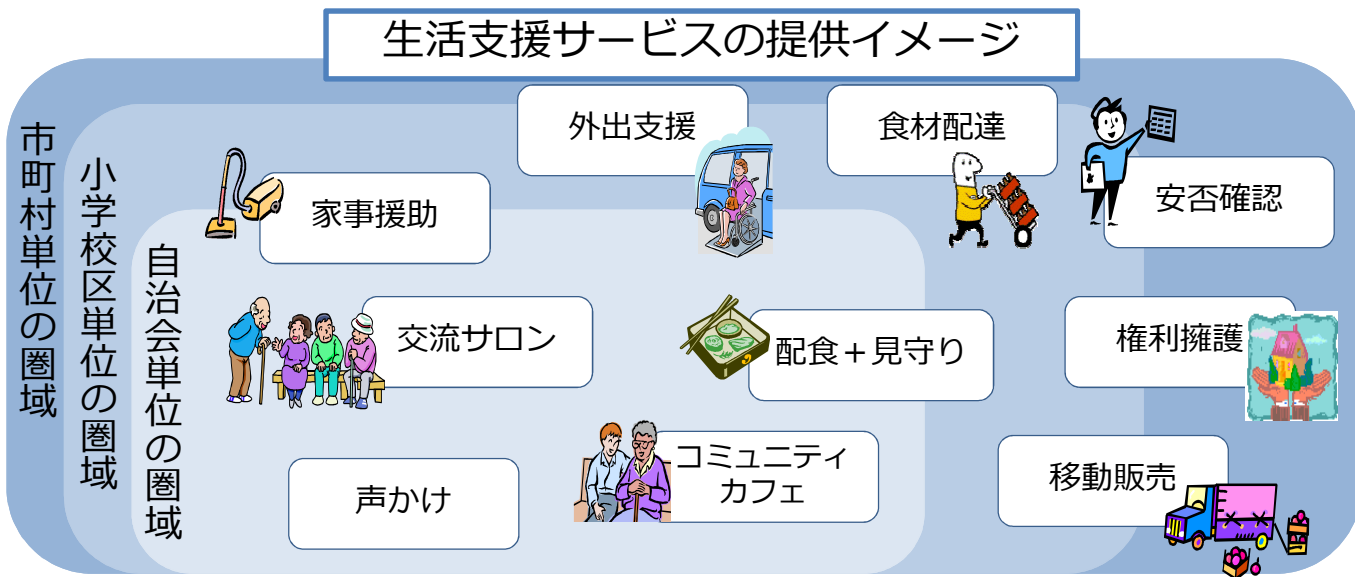 生活支援サービスの提供イメージ
市町村単位の圏域
小学校区単位の圏域
自治会単位の圏域
外出支援
食材配達
安否確認
家事援助
交流サロン
配食＋見守り
権利擁護
声かけ
コミュニティ
カフェ
移動販売